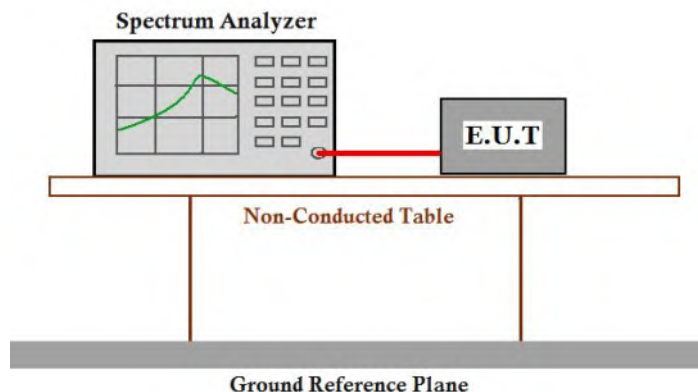 Spectrum Analyzer
E.U.T
Non-Conducted Table
Ground Reference Plane